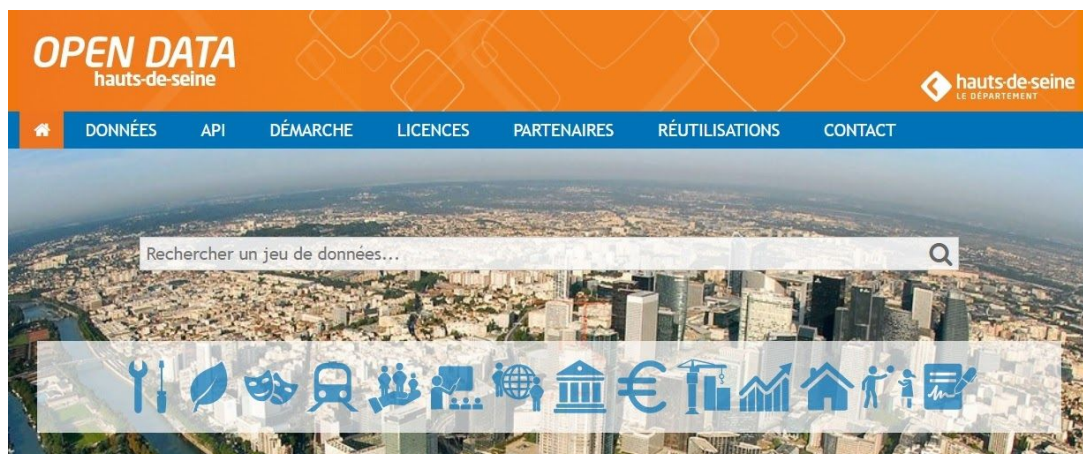 OPEN DATA
hauts-de-seine
hauts-de-seine
LE DÉPARTEMENT
DONNÉES API DÉMARCHE LICENCES PARTENAIRES RÉUTILISATIONS CONTACT
Rechercher un jeu de données...